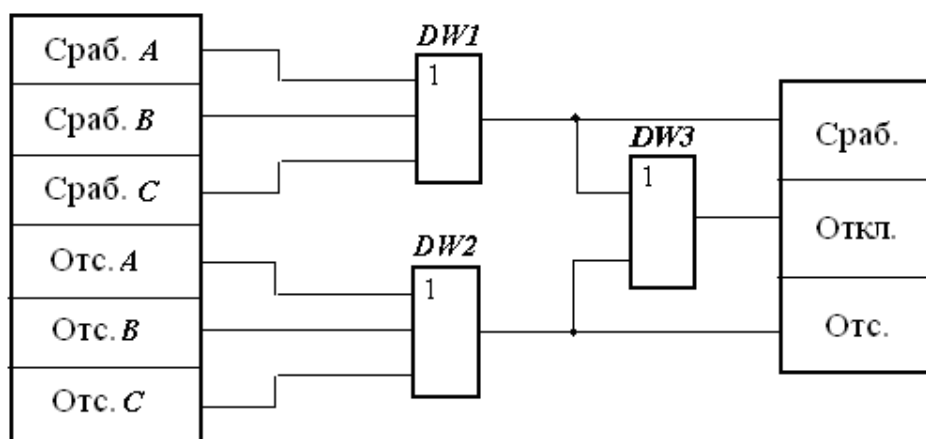 Сраб. A
Сраб. B
Сраб. C
Отс. A
Отс. B
Отс. C
DW1
1
DW2
1
DW3
1
Сраб.
Откл.
Отс.